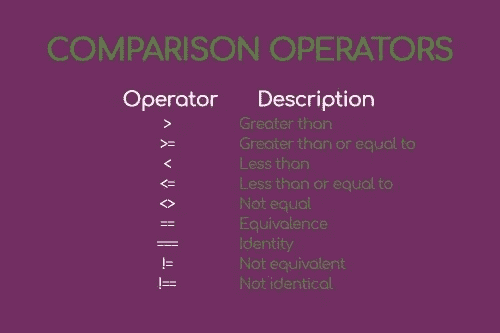 COMPARISON OPERATORS
Operator Description
> Greater than
>= Greater than or equal to
< Less than
<= Less than or equal to
<> Not equal
== Equivalence
=== Identity
!= Not equivalent
!== Not identical